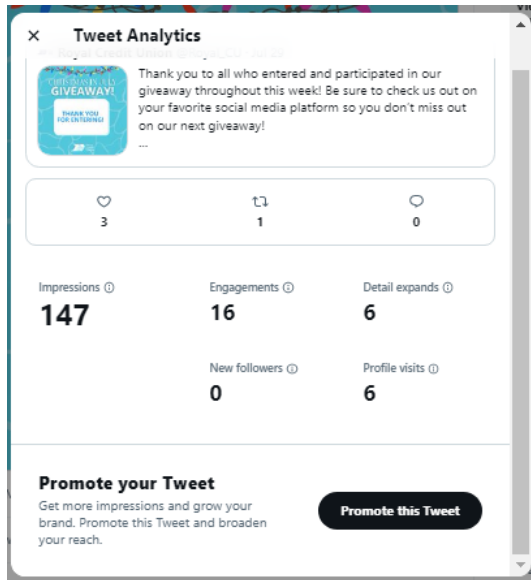 Tweet Analytics
Royal Credit Union
Thank you to all who entered and participated in our
giveaway throughout this week! Be sure to check us out on
your favorite social media platform so you don't miss out
on our next giveaway!
...
CHRISTMAS IN JULY
GIVEAWAY!
THANK YOU
FOR ENTERING!
3
1
0
Impressions
147
Engagements
16
Detail expands
6
New followers
0
Profile visits
6
Promote your Tweet
Get more impressions and grow your
brand. Promote this Tweet and broaden
your reach.
Promote this Tweet